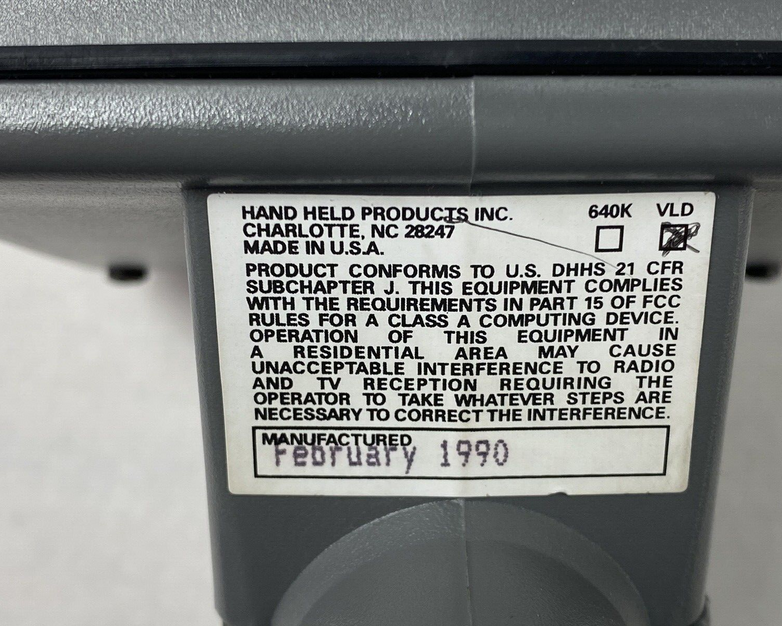 HAND HELD PRODUCTS INC.
CHARLOTTE, NC 28247
MADE IN U.S.A.
640K VLD
PRODUCT CONFORMS TO U.S. DHHS 21 CFR
SUBCHAPTER J. THIS EQUIPMENT COMPLIES
WITH THE REQUIREMENTS IN PART 15 OF FCC
RULES FOR A CLASS A COMPUTING DEVICE.
OPERATION OF THIS EQUIPMENT IN
A RESIDENTIAL AREA MAY CAUSE
UNACCEPTABLE INTERFERENCE TO RADIO
AND TV RECEPTION REQUIRING THE
OPERATOR TO TAKE WHATEVER STEPS ARE
NECESSARY TO CORRECT THE INTERFERENCE.
MANUFACTURED
February 1990